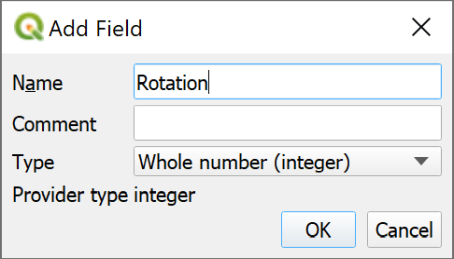 Add Field
Name Rotation
Comment
Type Whole number (integer)
Provider type integer
OK Cancel